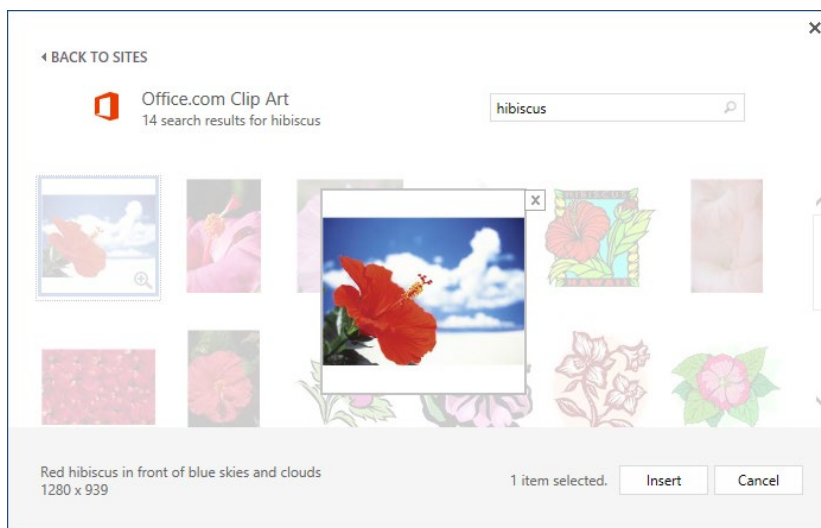 BACK TO SITES
Office.com Clip Art
14 search results for hibiscus
hibiscus
HIBISCUS
HAWAII
Red hibiscus in front of blue skies and clouds
1280 x 939
1 item selected.
Insert
Cancel